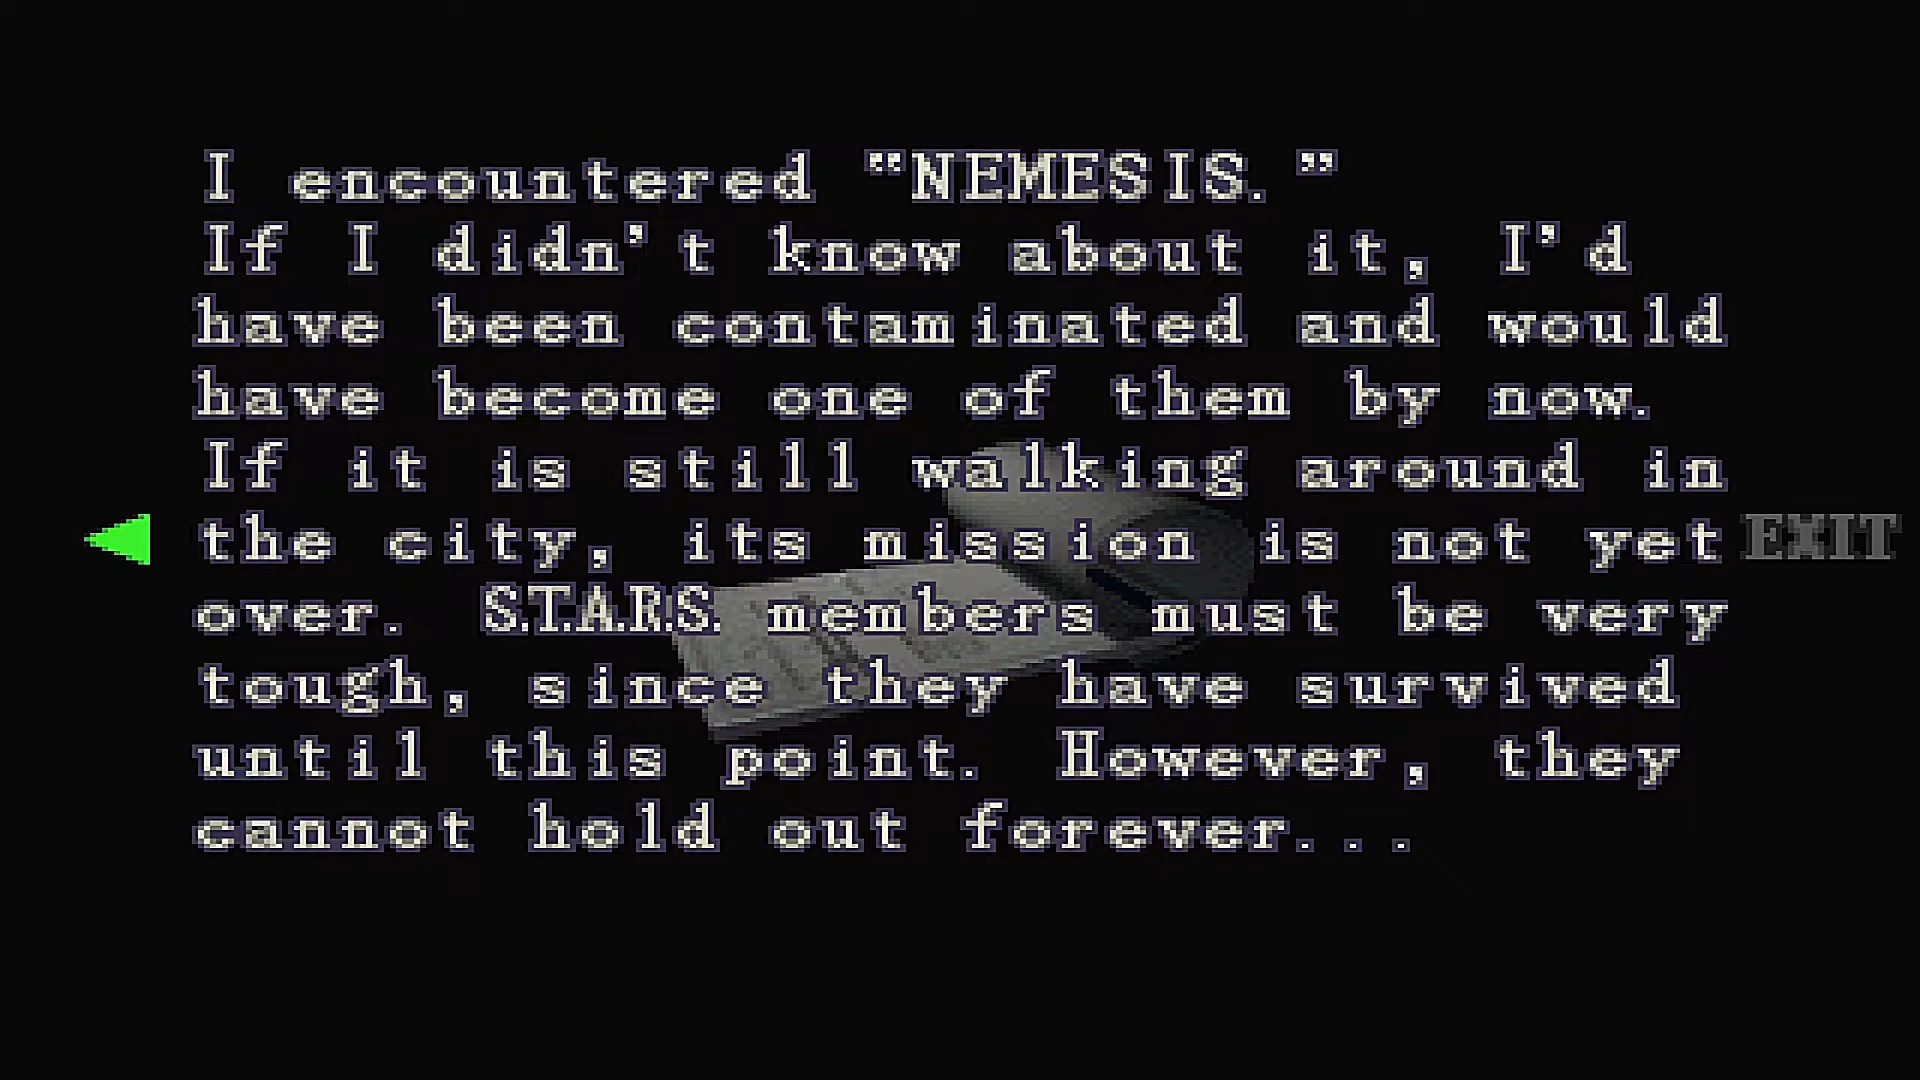 I encountered "NEMESIS."
If I didn't know about it, I'd
have been contaminated and would
have become one of them by now.
If it is still walking around in
the city, its mission is not yet
EXIT
over. S.T.A.R.S. members must be very
tough, since they have survived
until this point. However, they
cannot hold out forever...